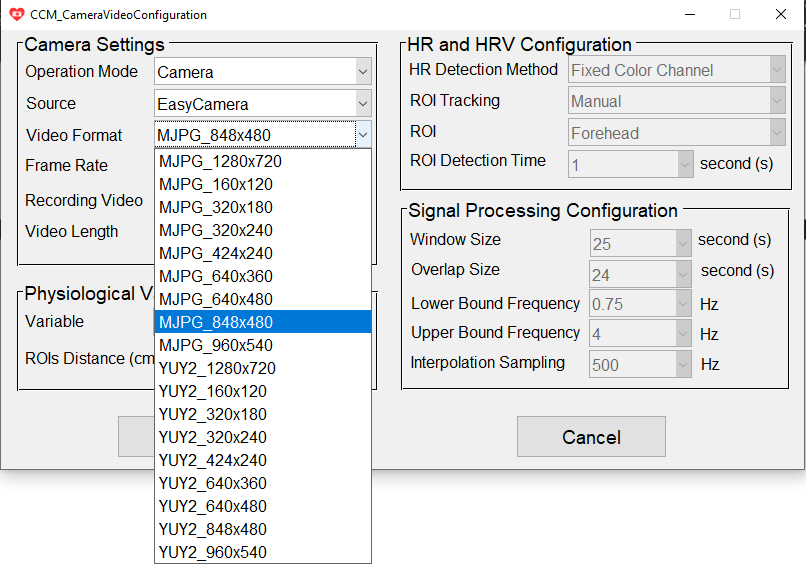 CCM_CameraVideoConfiguration
Camera Settings
Operation Mode Camera
Source EasyCamera
Video Format MJPG_848x480
Frame Rate
Recording Video
Video Length
MJPG_1280x720
MJPG_160x120
MJPG_320x180
MJPG_320x240
MJPG_424x240
MJPG_640x360
MJPG_640x480
MJPG_848x480
MJPG_960x540
YUY2_1280x720
YUY2_160x120
YUY2_320x180
YUY2_320x240
YUY2_424x240
YUY2_640x360
YUY2_640x480
YUY2_848x480
YUY2_960x540
Physiological V
Variable
ROIs Distance (cm
HR and HRV Configuration
HR Detection Method Fixed Color Channel
ROI Tracking Manual
ROI Forehead
ROI Detection Time 1 second (s)
Signal Processing Configuration
Window Size 25 second (s)
Overlap Size 24 second (s)
Lower Bound Frequency 0.75 Hz
Upper Bound Frequency 4 Hz
Interpolation Sampling 500 Hz
Cancel